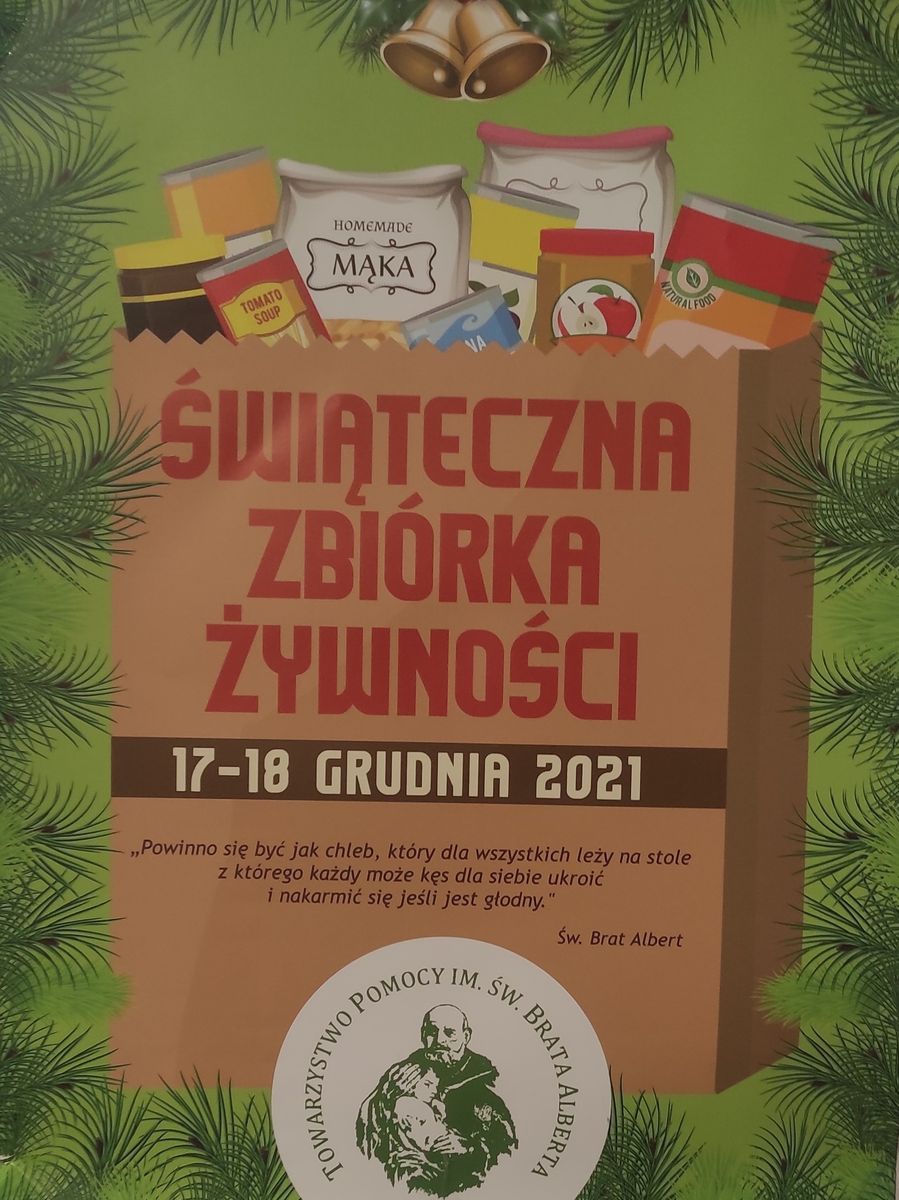 HOMEMADE
MĄKA
TOMATO
SOUP
NA
NATURAL FOOD
ŚWIĄTECZNA
ZBIÓRKA
ŻYWNOŚCI
17-18 GRUDNIA 2021
„Powinno się być jak chleb, który dla wszystkich leży na stole
z którego każdy może kęs dla siebie ukroić
i nakarmić się jeśli jest głodny."
Św. Brat Albert
TOWARZYSTWO POMOCY IM. ŚW. BRATA ALBERTA